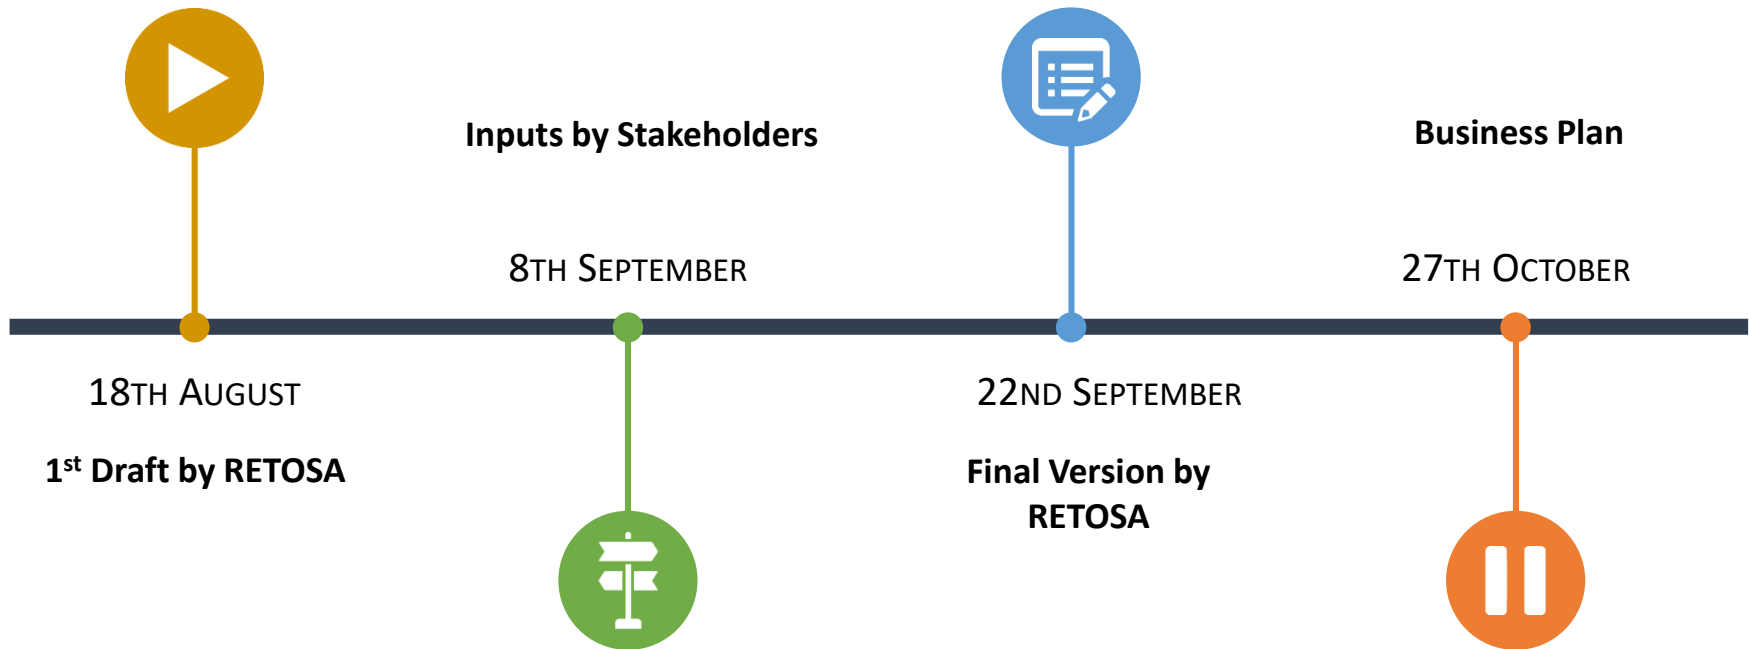 Inputs by Stakeholders
Business Plan
8TH SEPTEMBER
27TH OCTOBER
18TH AUGUST
22ND SEPTEMBER
1st Draft by RETOSA
Final Version by
RETOSA